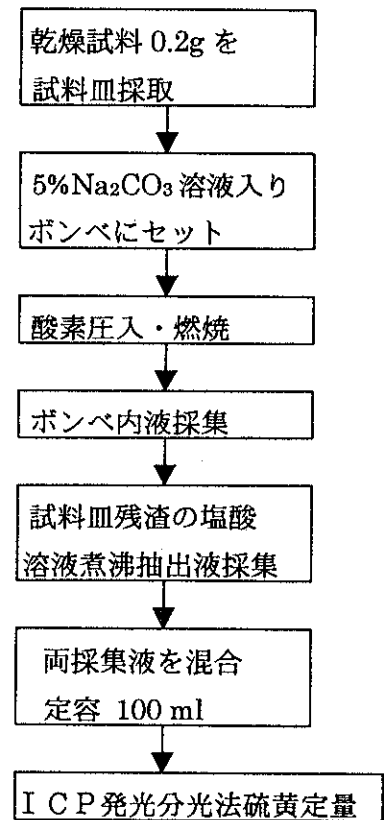 乾燥試料 0.2g を
試料皿採取
5%Na₂CO₃ 溶液入り
ボンベにセット
酸素圧入・燃焼
ボンベ内液採集
試料皿残渣の塩酸
溶液煮沸抽出液採集
両採集液を混合
定容 100 ml
ＩＣＰ発光分光法硫黄定量